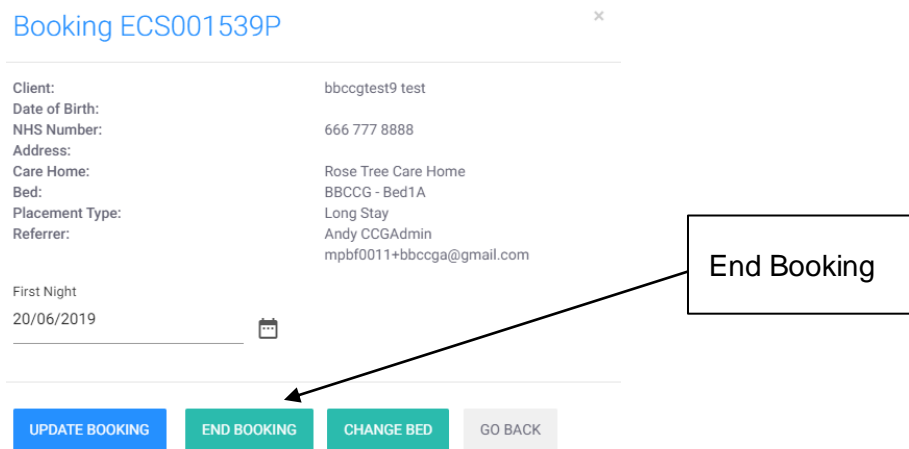 Booking ECS001539P
×
Client: bbccgtest9 test
Date of Birth:
NHS Number: 666 777 8888
Address:
Care Home: Rose Tree Care Home
Bed: BBCCG - Bed1A
Placement Type: Long Stay
Referrer: Andy CCGAdmin
mpbf0011+bbccga@gmail.com
End Booking
First Night
20/06/2019
UPDATE BOOKING END BOOKING CHANGE BED GO BACK